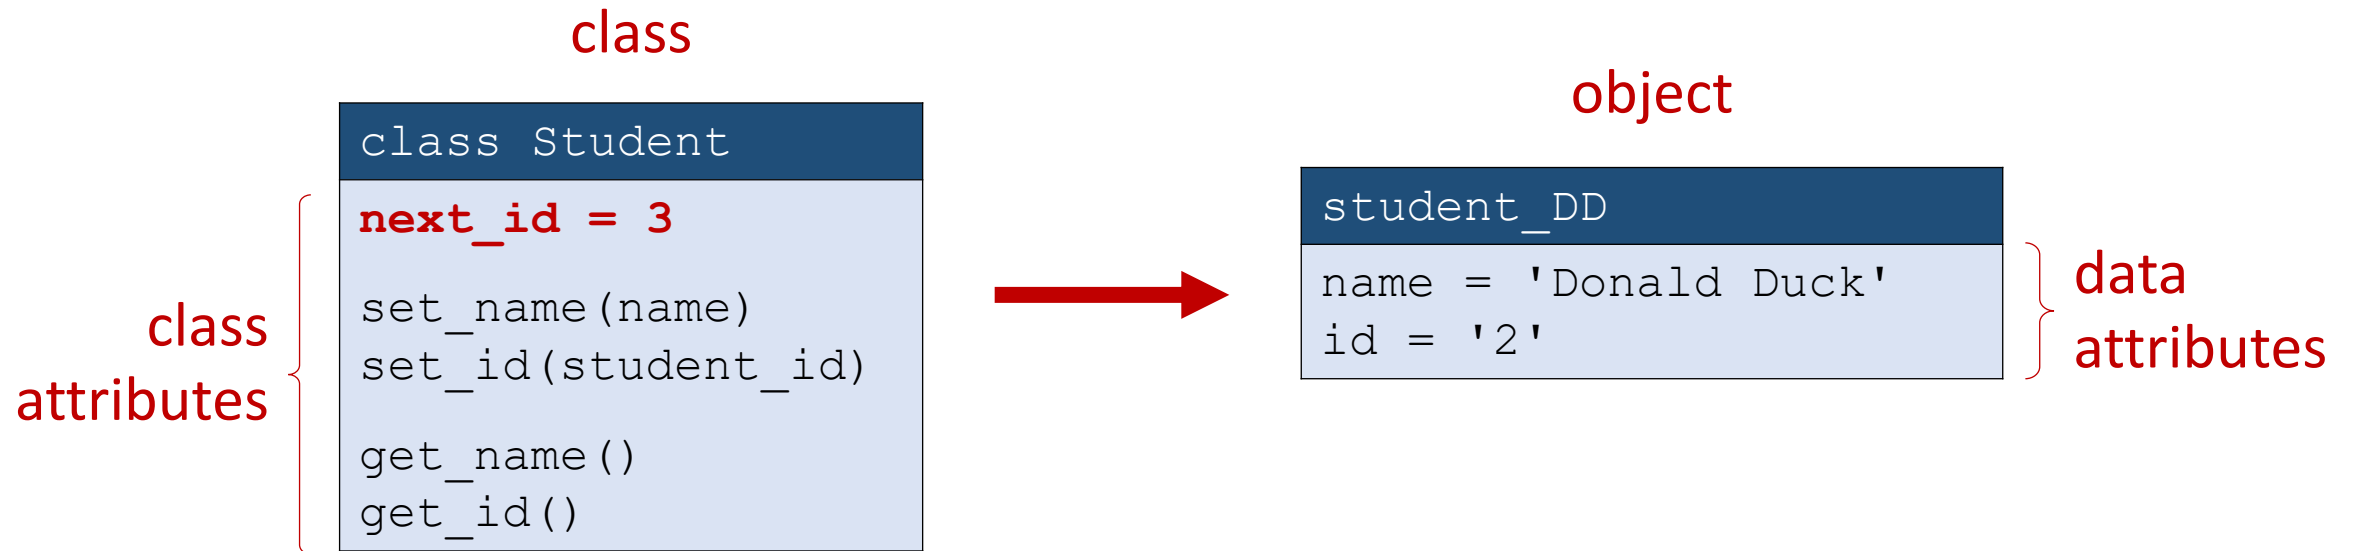 class
class Student
next_id = 3
set_name(name)
set_id(student_id)
get_name()
get_id()
class
attributes
object
student_DD
name = 'Donald Duck'
id = '2'
data
attributes